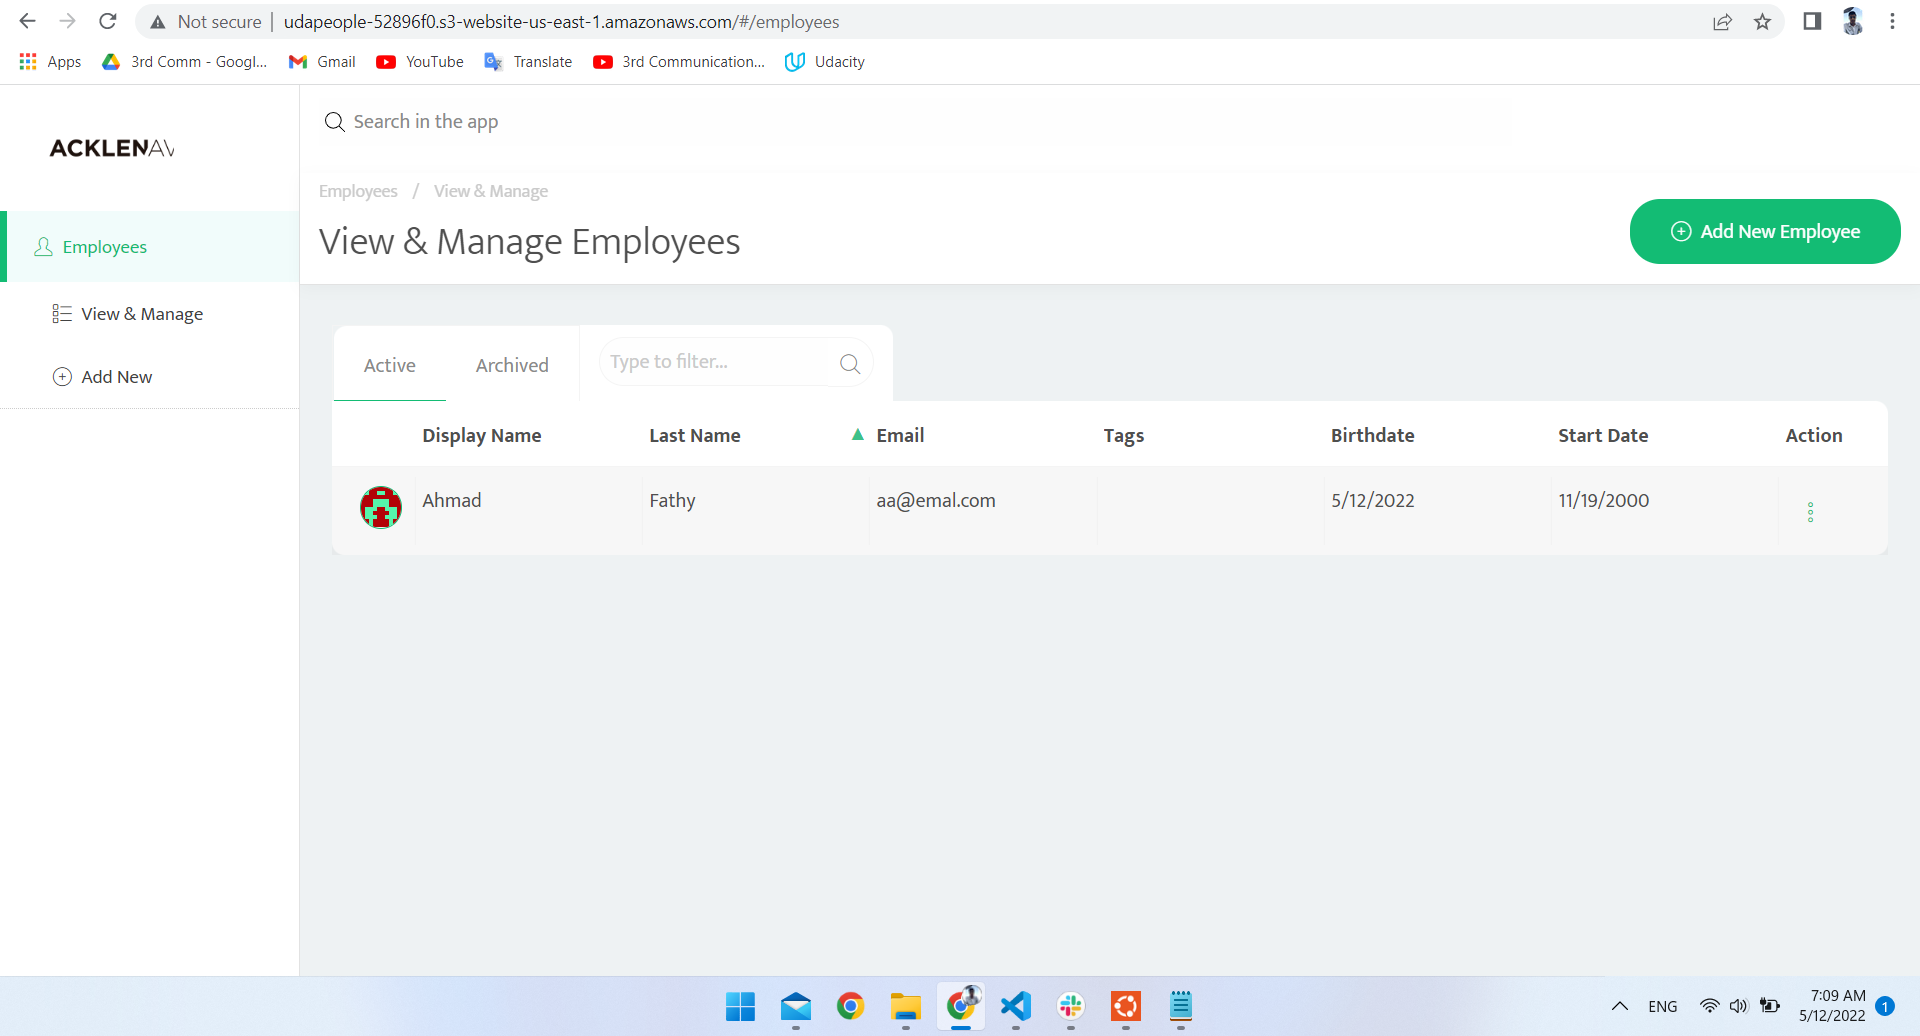 Not secure | udapeople-52896f0.s3-website-us-east-1.amazonaws.com/#/employees
Apps 3rd Comm - Googl... Gmail YouTube Translate 3rd Communication... Udacity
ACKLENAV
Search in the app
Employees / View & Manage
View & Manage Employees
Add New Employee
Employees
View & Manage
Add New
Active Archived Type to filter...
Display Name Last Name Email Tags Birthdate Start Date Action
Ahmad Fathy aa@emal.com 5/12/2022 11/19/2000
ENG
7:09 AM
5/12/2022
1